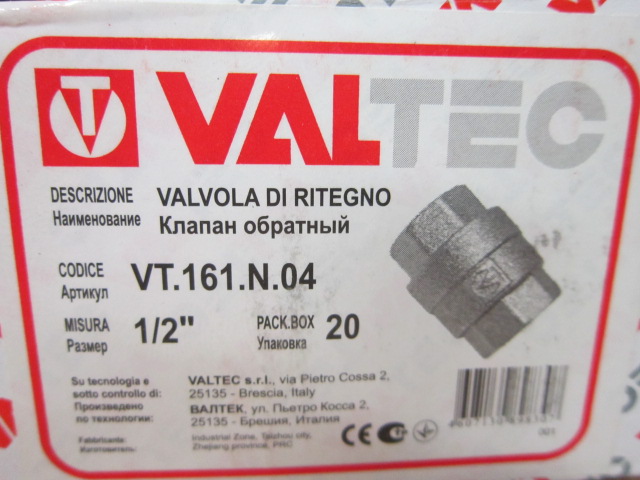 VALTEC
DESCRIZIONE VALVOLA DI RITEGNO
Наименование Клапан обратный
CODICE VT.161.N.04
Артикул
MISURA 1/2" PACK.BOX 20
Размер Упаковка
Su tecnologia e
sotto controllo di:
Произведено
по технологии:
VALTEC s.r.l., via Pietro Cossa 2,
25135 - Brescia, Italy
ВАЛТЕК, ул. Пьетро Косса 2,
25135 - Брешия, Италия
Fabbricante:
Изготовитель:
Industrial Zone, Taizhou city,
Zhejiang province, PRC